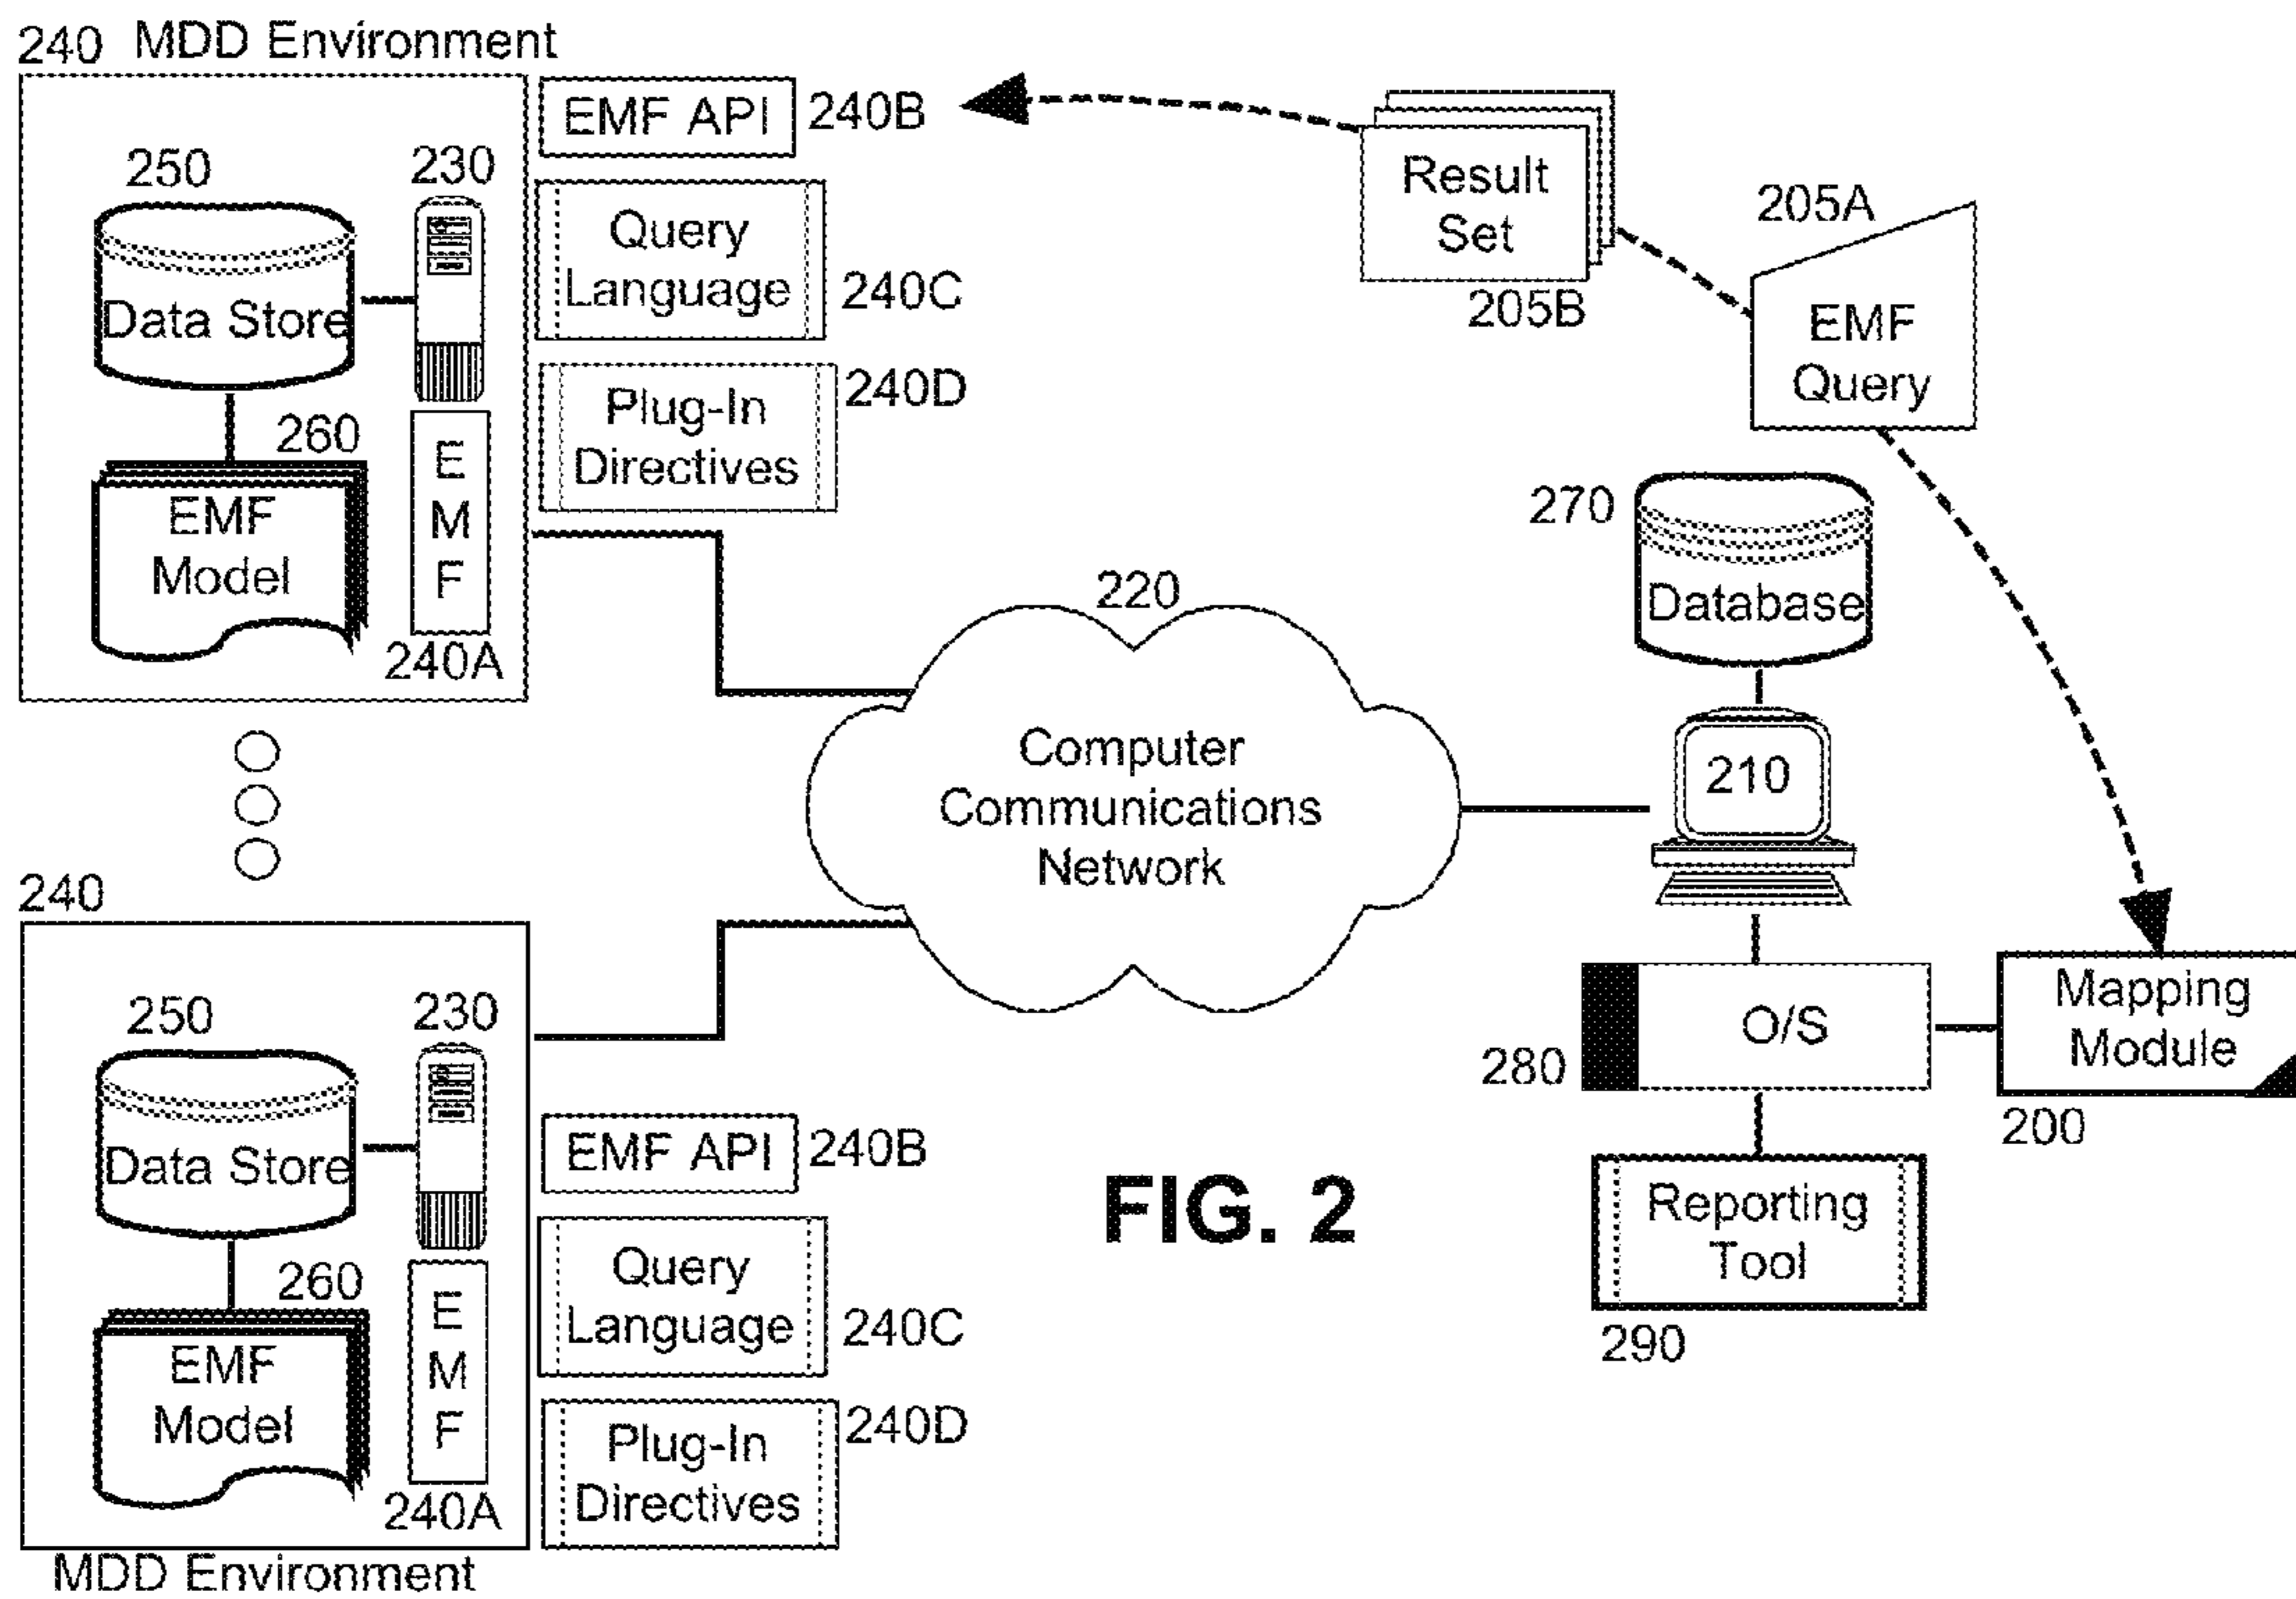 240 MDD Environment
EMF API 240B
250
230
Data Store
Query
Language
240C
260
EMF
Model
E
M
F
240A
Plug-In
Directives
240D
Result
Set
205B
205A
EMF
Query
270
Database
220
Computer
Communications
Network
210
O/S
280
Mapping
Module
200
Reporting
Tool
290
240
250
230
Data Store
EMF API 240B
260
EMF
Model
E
M
F
240A
Query
Language
240C
Plug-In
Directives
240D
MDD Environment
FIG. 2